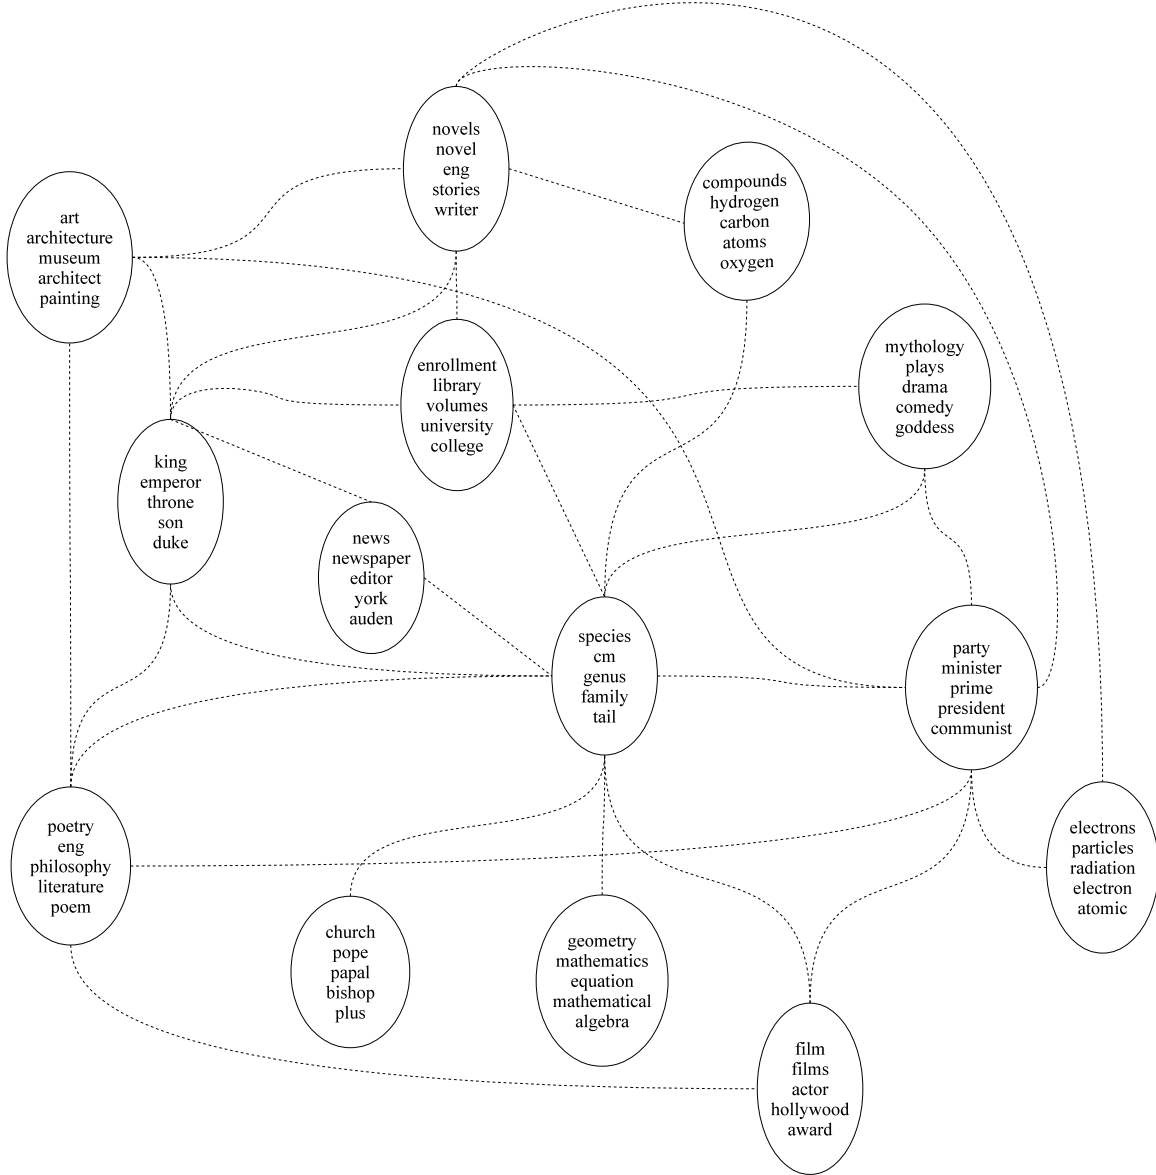 novels
novel
eng
stories
writer
compounds
hydrogen
carbon
atoms
oxygen
art
architecture
museum
architect
painting
mythology
plays
drama
comedy
goddess
enrollment
library
volumes
university
college
king
emperor
throne
son
duke
news
newspaper
editor
york
auden
species
cm
genus
family
tail
party
minister
prime
president
communist
poetry
eng
philosophy
literature
poem
electrons
particles
radiation
electron
atomic
church
pope
papal
bishop
plus
geometry
mathematics
equation
mathematical
algebra
film
films
actor
hollywood
award